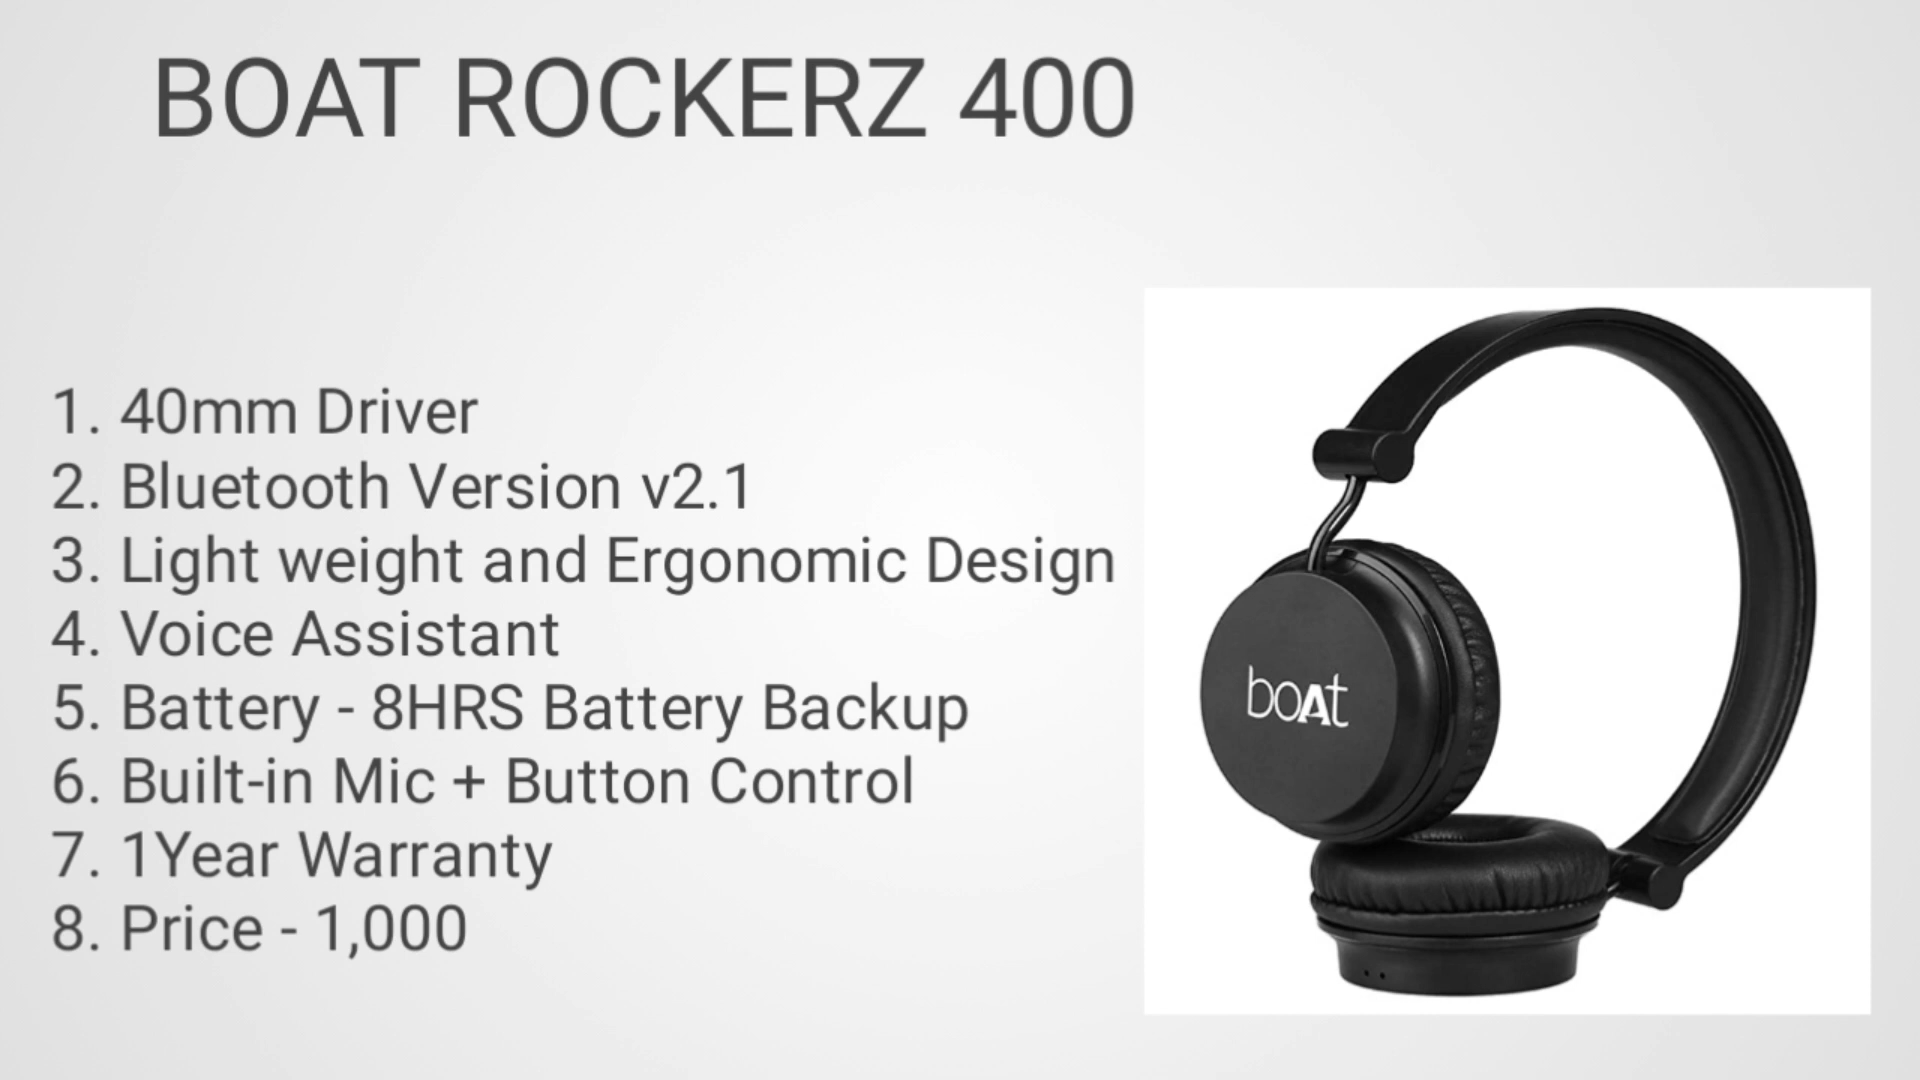 BOAT ROCKERZ 400
1. 40mm Driver
2. Bluetooth Version v2.1
3. Light weight and Ergonomic Design
4. Voice Assistant
5. Battery - 8HRS Battery Backup
6. Built-in Mic + Button Control
7. 1Year Warranty
8. Price - 1,000
boAt